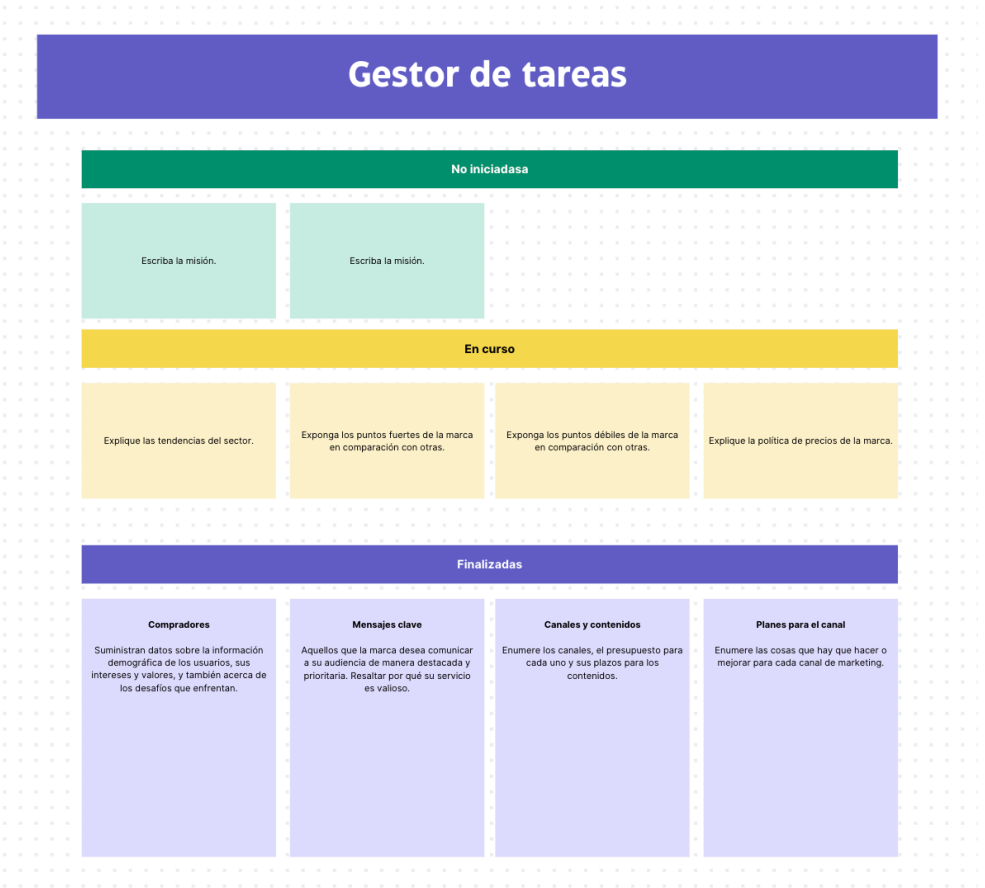 Gestor de tareas
No iniciadasa
Escriba la misión.
Escriba la misión.
En curso
Explique las tendencias del sector.
Exponga los puntos fuertes de la marca
en comparación con otras.
Exponga los puntos débiles de la marca
en comparación con otras.
Explique la política de precios de la marca.
Finalizadas
Compradores
Suministran datos sobre la información
demográfica de los usuarios, sus
intereses y valores, y también acerca de
los desafíos que enfrentan.
Mensajes clave
Aquellos que la marca desea comunicar
a su audiencia de manera destacada y
prioritaria. Resaltar por qué su servicio
es valioso.
Canales y contenidos
Enumere los canales, el presupuesto para
cada uno y sus plazos para los
contenidos.
Planes para el canal
Enumere las cosas que hay que hacer o
mejorar para cada canal de marketing.